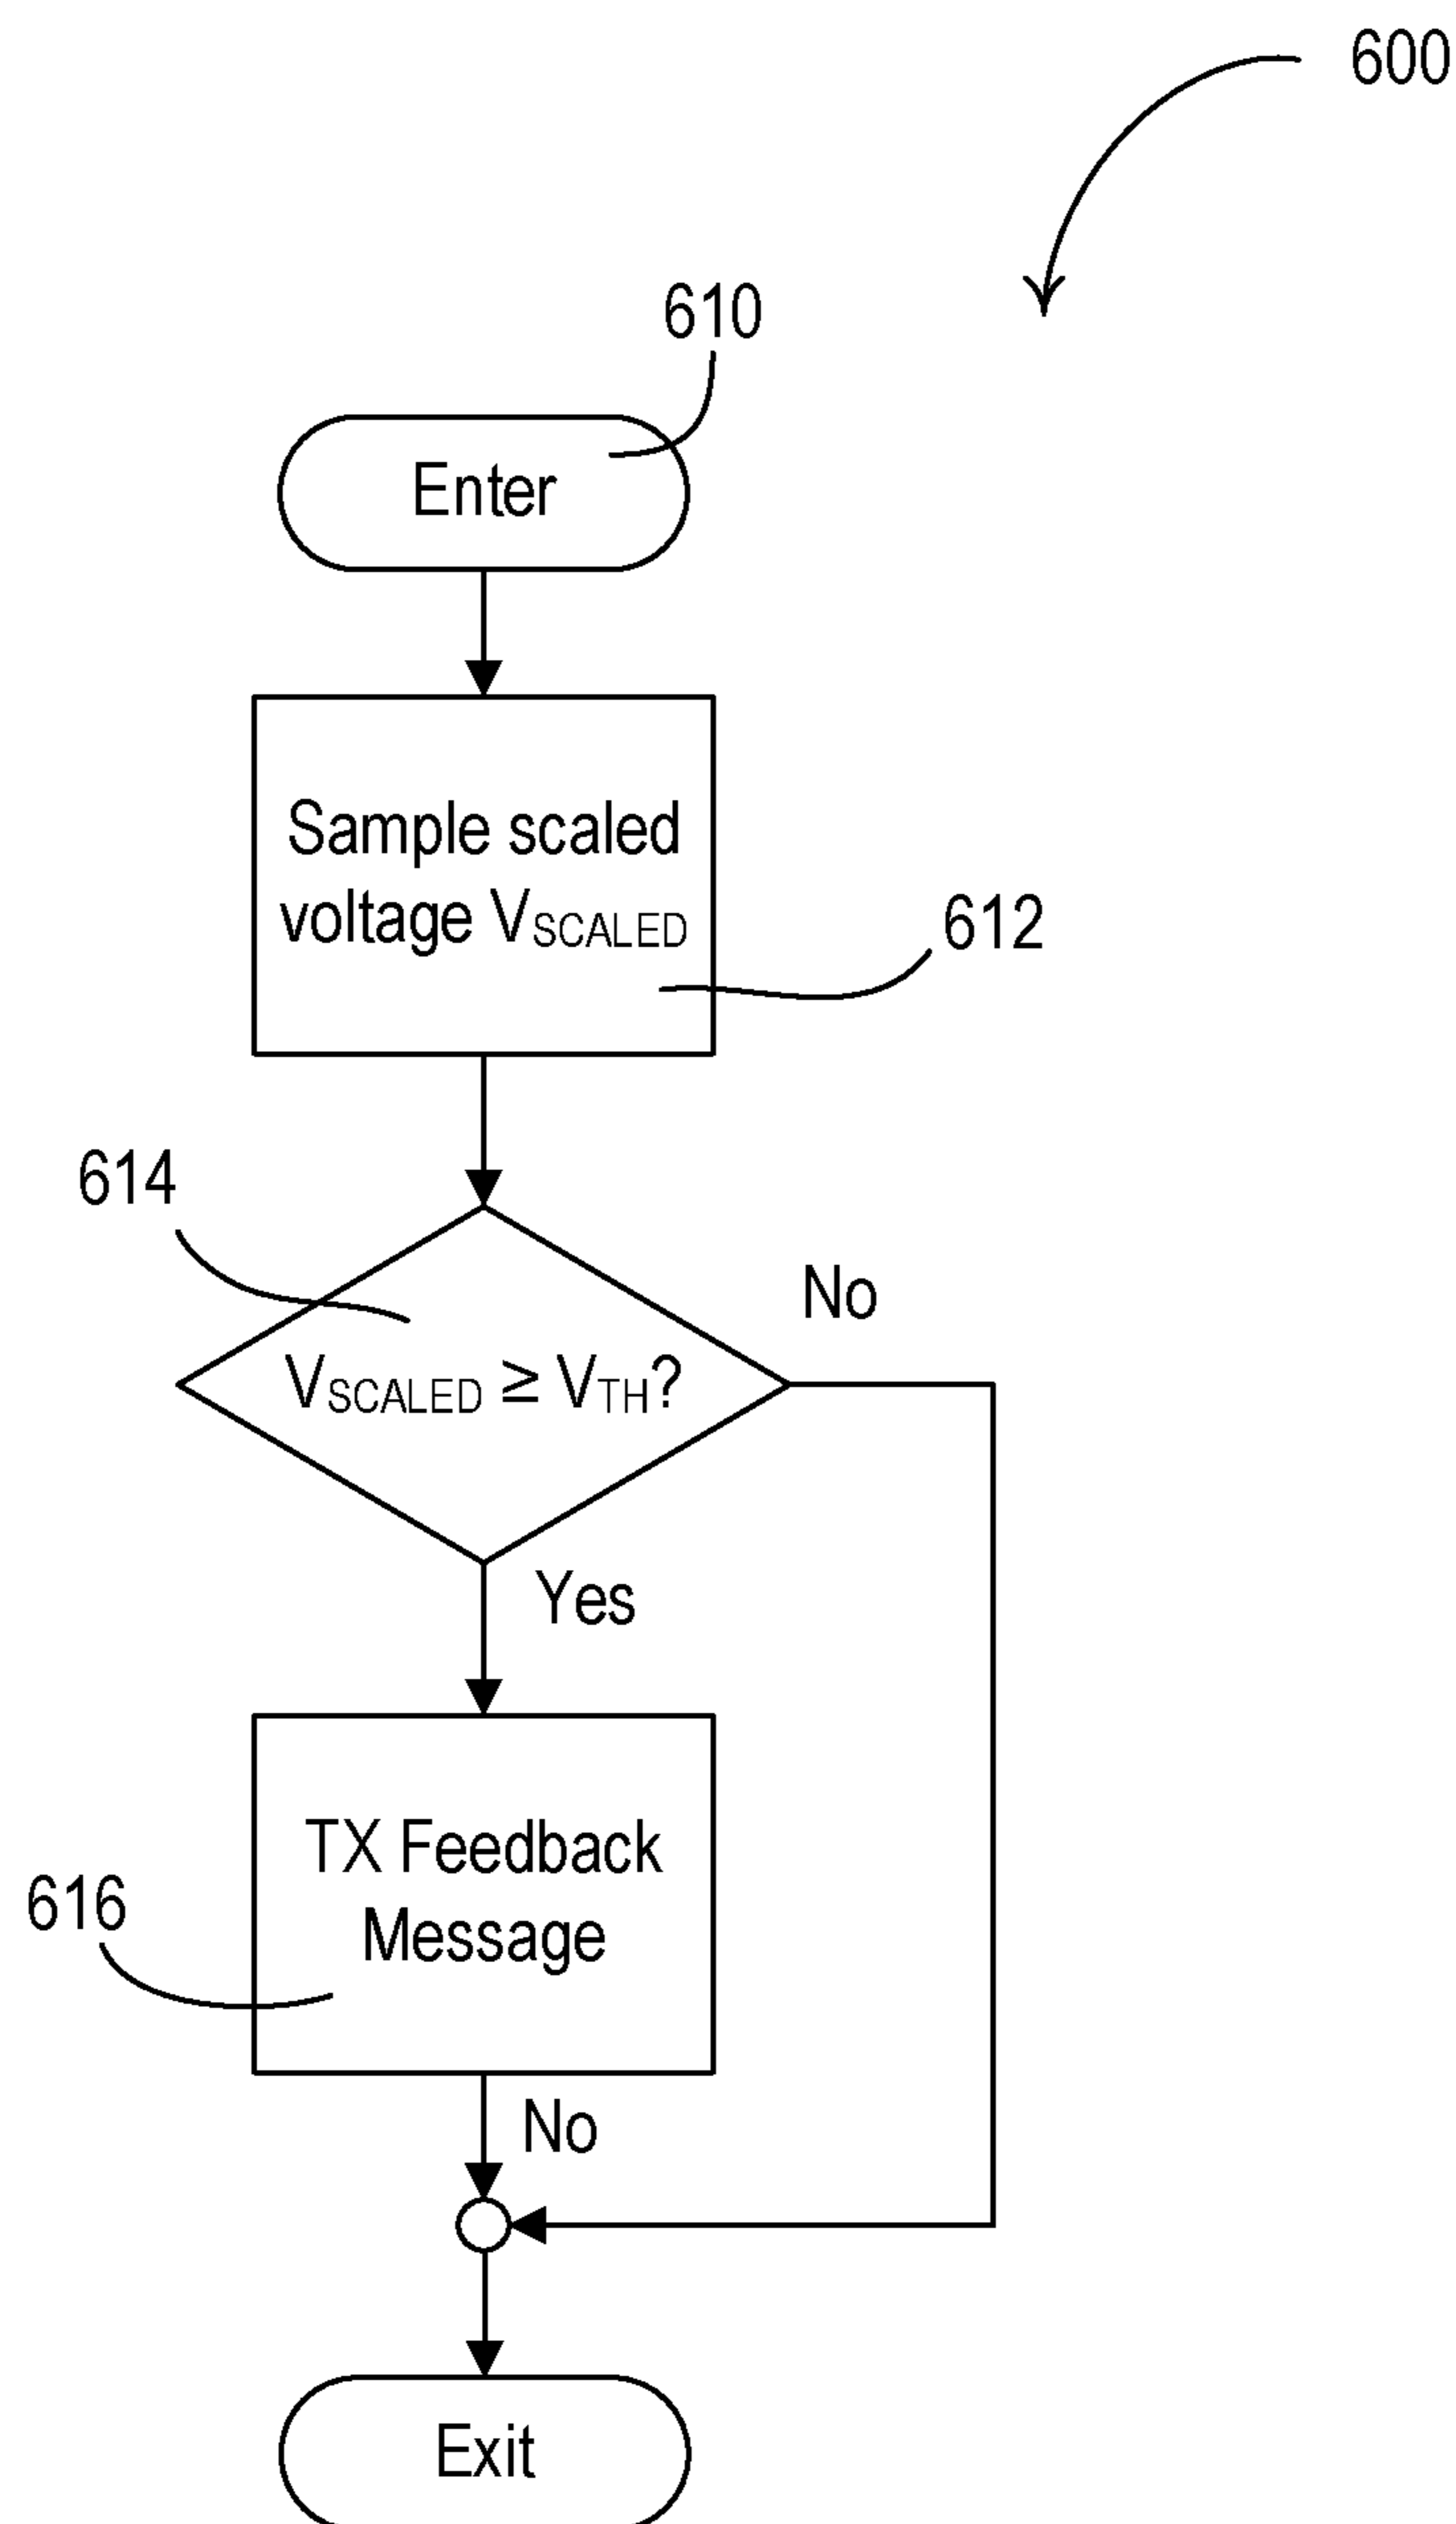 600
610
Enter
Sample scaled
voltage VSCALED
612
614
No
VSCALED ≥ VTH?
Yes
TX Feedback
Message
616
No
Exit